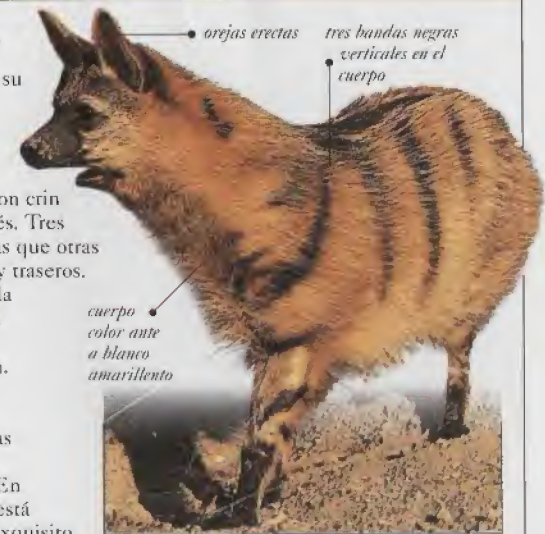 orejas erectas
tres bandas negras
verticales en el
cuerpo
su
on crin
és. Tres
s que otras
y traseros.
la
cuerpo
color ante
a blanco
amarillento
n.
as
En
está
xquisito